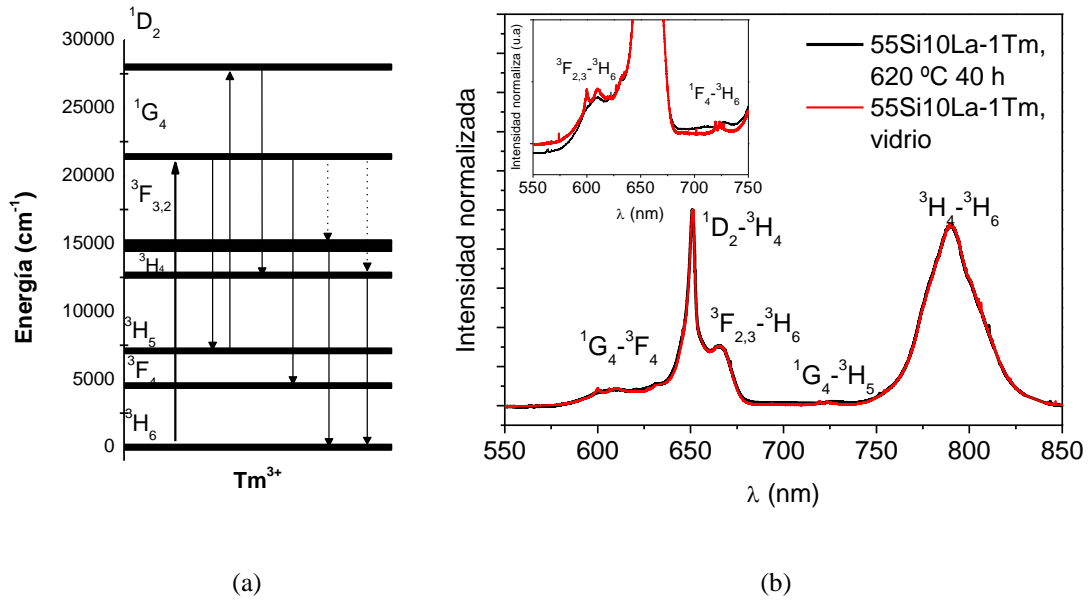 ¹D₂
30000
25000
¹G₄
20000
³F₃,₂
15000
³H₄
10000
³H₅
³F₄
5000
³H₆
0
Energía (cm⁻¹)
Tm³⁺
(a)
Intensidad normaliza (u.a)
³F₂,₃-³H₆
¹F₄-³H₆
550 600 650 700 750
λ (nm)
55Si10La-1Tm,
620 ºC 40 h
55Si10La-1Tm,
vidrio
Intensidad normalizada
¹G₄-³F₄
¹D₂-³H₄
³F₂,₃-³H₆
¹G₄-³H₅
³H₄-³H₆
550 600 650 700 750 800 850
λ (nm)
(b)